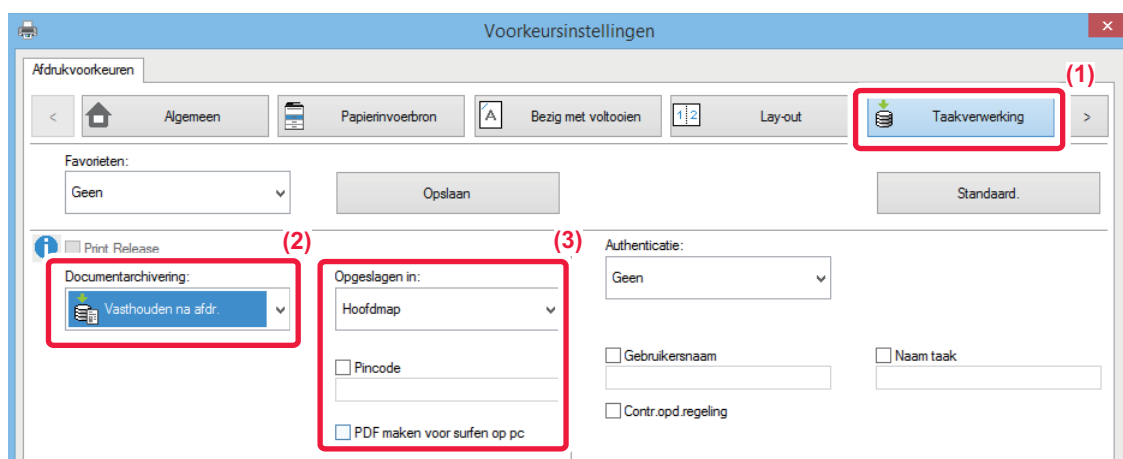 Voorkeursinstellingen
×
Afdrukvoorkeuren
(1)
< Algemeen Papierinvoerbron A Bezig met voltooien 1 2 Lay-out Taakverwerking >
Favorieten:
Geen Opslaan Standaard.
i Print Release (2) (3) Authenticatie:
Documentarchivering: Opgeslagen in: Geen
Vasthouden na afdr. Hoofdmap
Pincode Gebruikersnaam Naam taak
Contr.opd.regeling
PDF maken voor surfen op pc